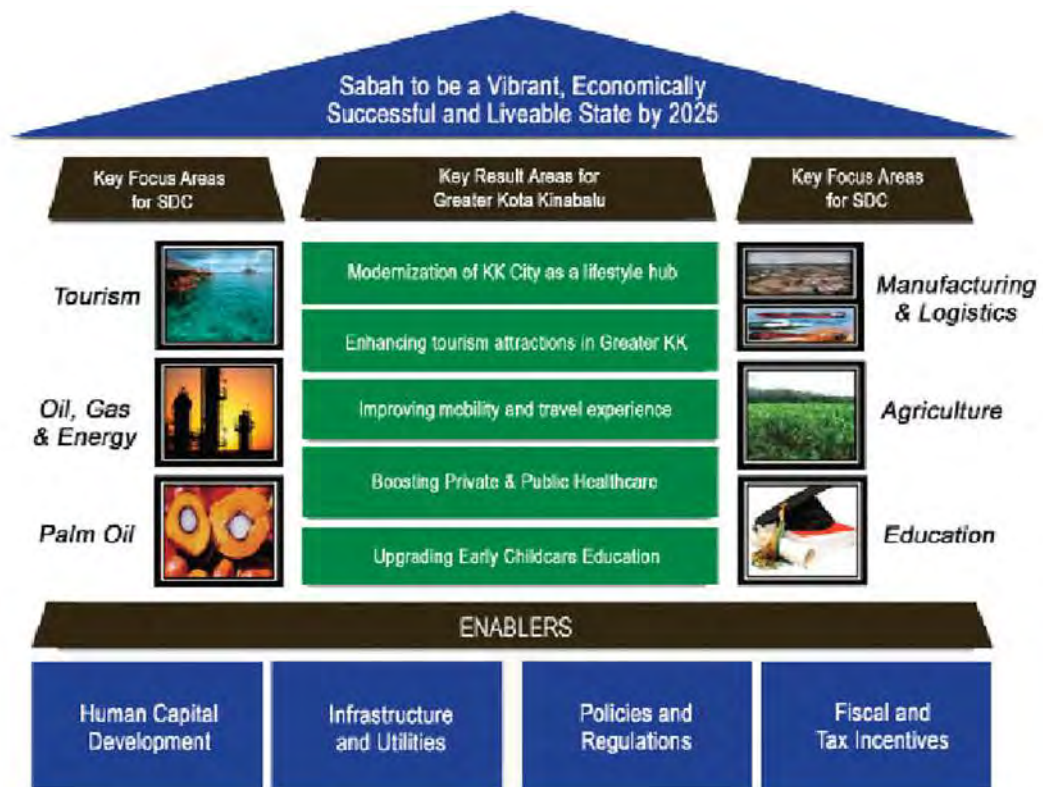 Sabah to be a Vibrant, Economically
Successful and Liveable State by 2025
Key Focus Areas
for SDC
Tourism
Oil, Gas
& Energy
Palm Oil
Key Result Areas for
Greater Kota Kinabalu
Modernization of KK City as a lifestyle hub
Enhancing tourism attractions in Greater KK
Improving mobility and travel experience
Boosting Private & Public Healthcare
Upgrading Early Childcare Education
Key Focus Areas
for SDC
Manufacturing
& Logistics
Agriculture
Education
ENABLERS
Human Capital
Development
Infrastructure
and Utilities
Policies and
Regulations
Fiscal and
Tax Incentives